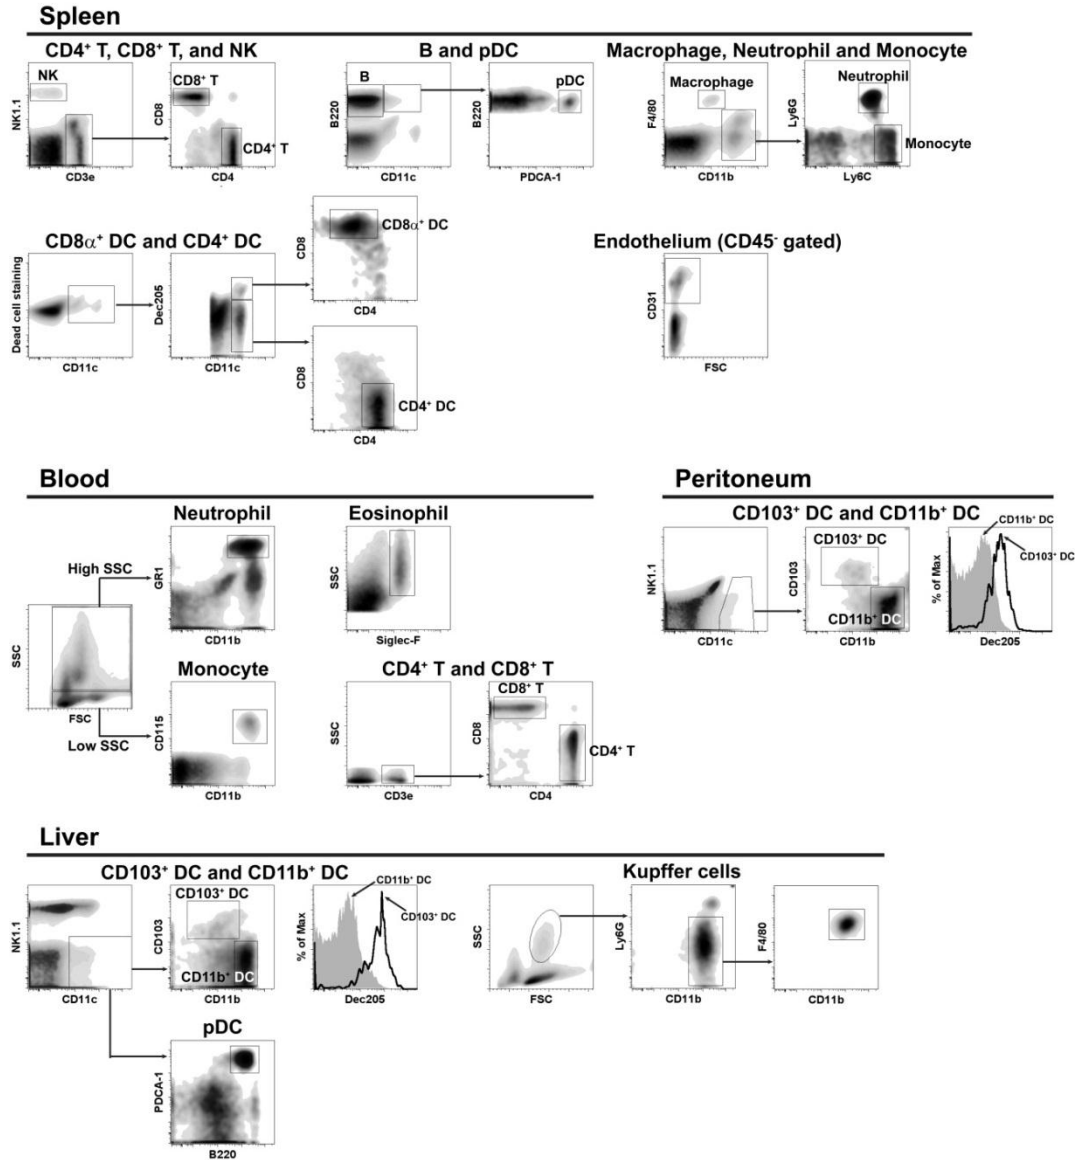 Spleen
CD4⁺ T, CD8⁺ T, and NK
NK
NK1.1
CD3e
CD8⁺ T
CD8
CD4⁺ T
CD4
B and pDC
B
B220
CD11c
pDC
B220
PDCA-1
Macrophage, Neutrophil and Monocyte
Macrophage
F4/80
CD11b
Neutrophil
Ly6G
Monocyte
Ly6C
CD8α⁺ DC and CD4⁺ DC
Dead cell staining
CD11c
Dec205
CD11c
CD8
CD8α⁺ DC
CD4
CD8
CD4⁺ DC
CD4
Endothelium (CD45⁻ gated)
CD31
FSC
Blood
Neutrophil
High SSC
GR1
CD11b
Eosinophil
SSC
Siglec-F
SSC
FSC
Low SSC
Monocyte
CD115
CD11b
CD4⁺ T and CD8⁺ T
SSC
CD3e
CD8⁺ T
CD8
CD4⁺ T
CD4
Peritoneum
CD103⁺ DC and CD11b⁺ DC
NK1.1
CD11c
CD103⁺ DC
CD103
CD11b⁺ DC
CD11b
CD11b⁺ DC
CD103⁺ DC
% of Max
Dec205
Liver
CD103⁺ DC and CD11b⁺ DC
NK1.1
CD11c
CD103⁺ DC
CD103
CD11b⁺ DC
CD11b
CD11b⁺ DC
CD103⁺ DC
% of Max
Dec205
Kupffer cells
SSC
FSC
Ly6G
CD11b
F4/80
CD11b
pDC
PDCA-1
B220